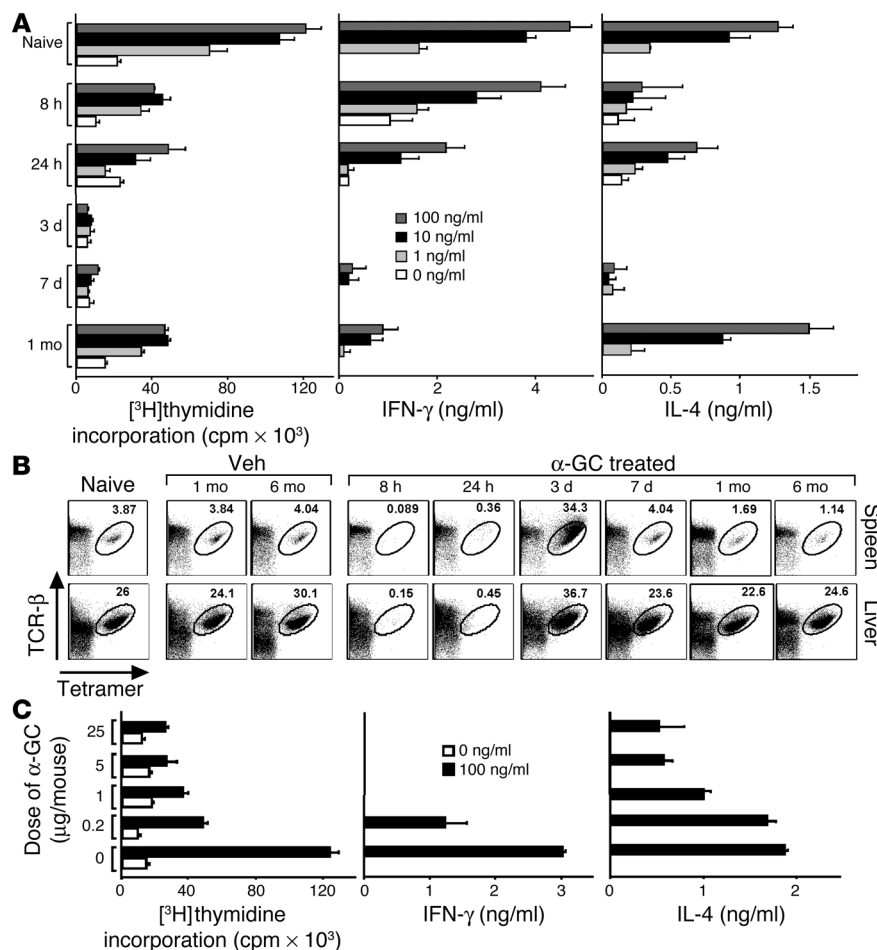 A
Naive
8 h
24 h
3 d
7 d
1 mo
100 ng/ml
10 ng/ml
1 ng/ml
0 ng/ml
0 40 80 120
0 2 4
0 0.5 1 1.5
[³H]thymidine
incorporation (cpm × 10³)
IFN-γ (ng/ml)
IL-4 (ng/ml)
B
Naive
Veh
α-GC treated
1 mo 6 mo
8 h 24 h 3 d 7 d 1 mo 6 mo
3.87 3.84 4.04 0.089 0.36 34.3 4.04 1.69 1.14
Spleen
26 24.1 30.1 0.15 0.45 36.7 23.6 22.6 24.6
Liver
TCR-β
Tetramer
C
Dose of α-GC
(μg/mouse)
25
5
1
0.2
0
0 ng/ml
100 ng/ml
0 40 80 120
0 1 2 3
0 1 2
[³H]thymidine
incorporation (cpm × 10³)
IFN-γ (ng/ml)
IL-4 (ng/ml)